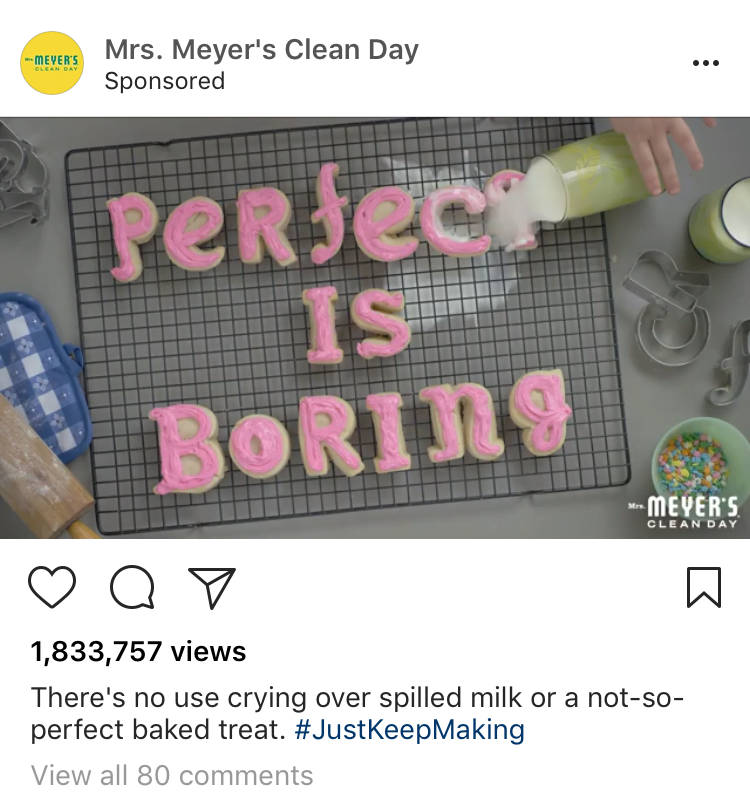 Mrs. MEYER'S
CLEAN DAY
Mrs. Meyer's Clean Day
Sponsored
PERfec
IS
BORING
Mrs. MEYER'S
CLEAN DAY
1,833,757 views
There's no use crying over spilled milk or a not-so-
perfect baked treat. #JustKeepMaking
View all 80 comments